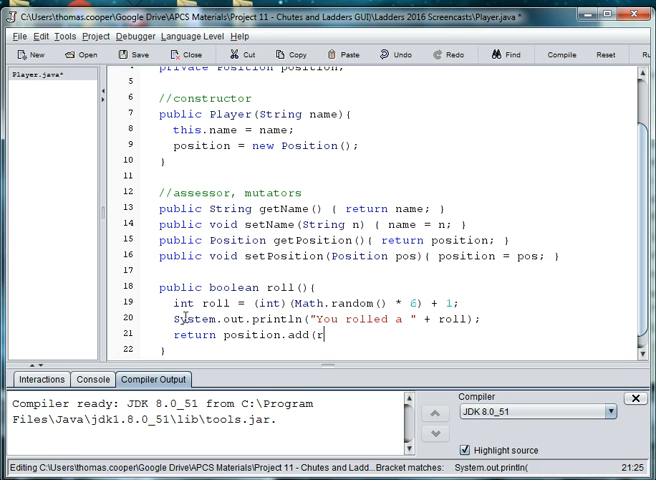 C:\Users\thomas.cooper\Google Drive\APCS Materials\Project 11 - Chutes and Ladders GUI\Ladders 2016 Screencasts\Player.java *
File Edit Tools Project Debugger Language Level Help
New Open Save Close Cut Copy Paste Undo Redo Find Compile Reset Ru
Player.java*
private Position position;
5
6 //constructor
7 public Player(String name){
8 this.name = name;
9 position = new Position();
10 }
11
12 //assessor, mutators
13 public String getName() { return name; }
14 public void setName(String n) { name = n; }
15 public Position getPosition(){ return position; }
16 public void setPosition(Position pos){ position = pos; }
17
18 public boolean roll(){
19 int roll = (int)(Math.random() * 6) + 1;
20 System.out.println("You rolled a " + roll);
21 return position.add(r
22 }
Interactions Console Compiler Output
Compiler ready: JDK 8.0_51 from C:\Program
Files\Java\jdk1.8.0_51\lib\tools.jar.
Compiler
JDK 8.0_51
Highlight source
Editing C:\Users\thomas.cooper\Google Drive\APCS Materials\Project 11 - Chutes and Ladd...Bracket matches: System.out.println( 21:25